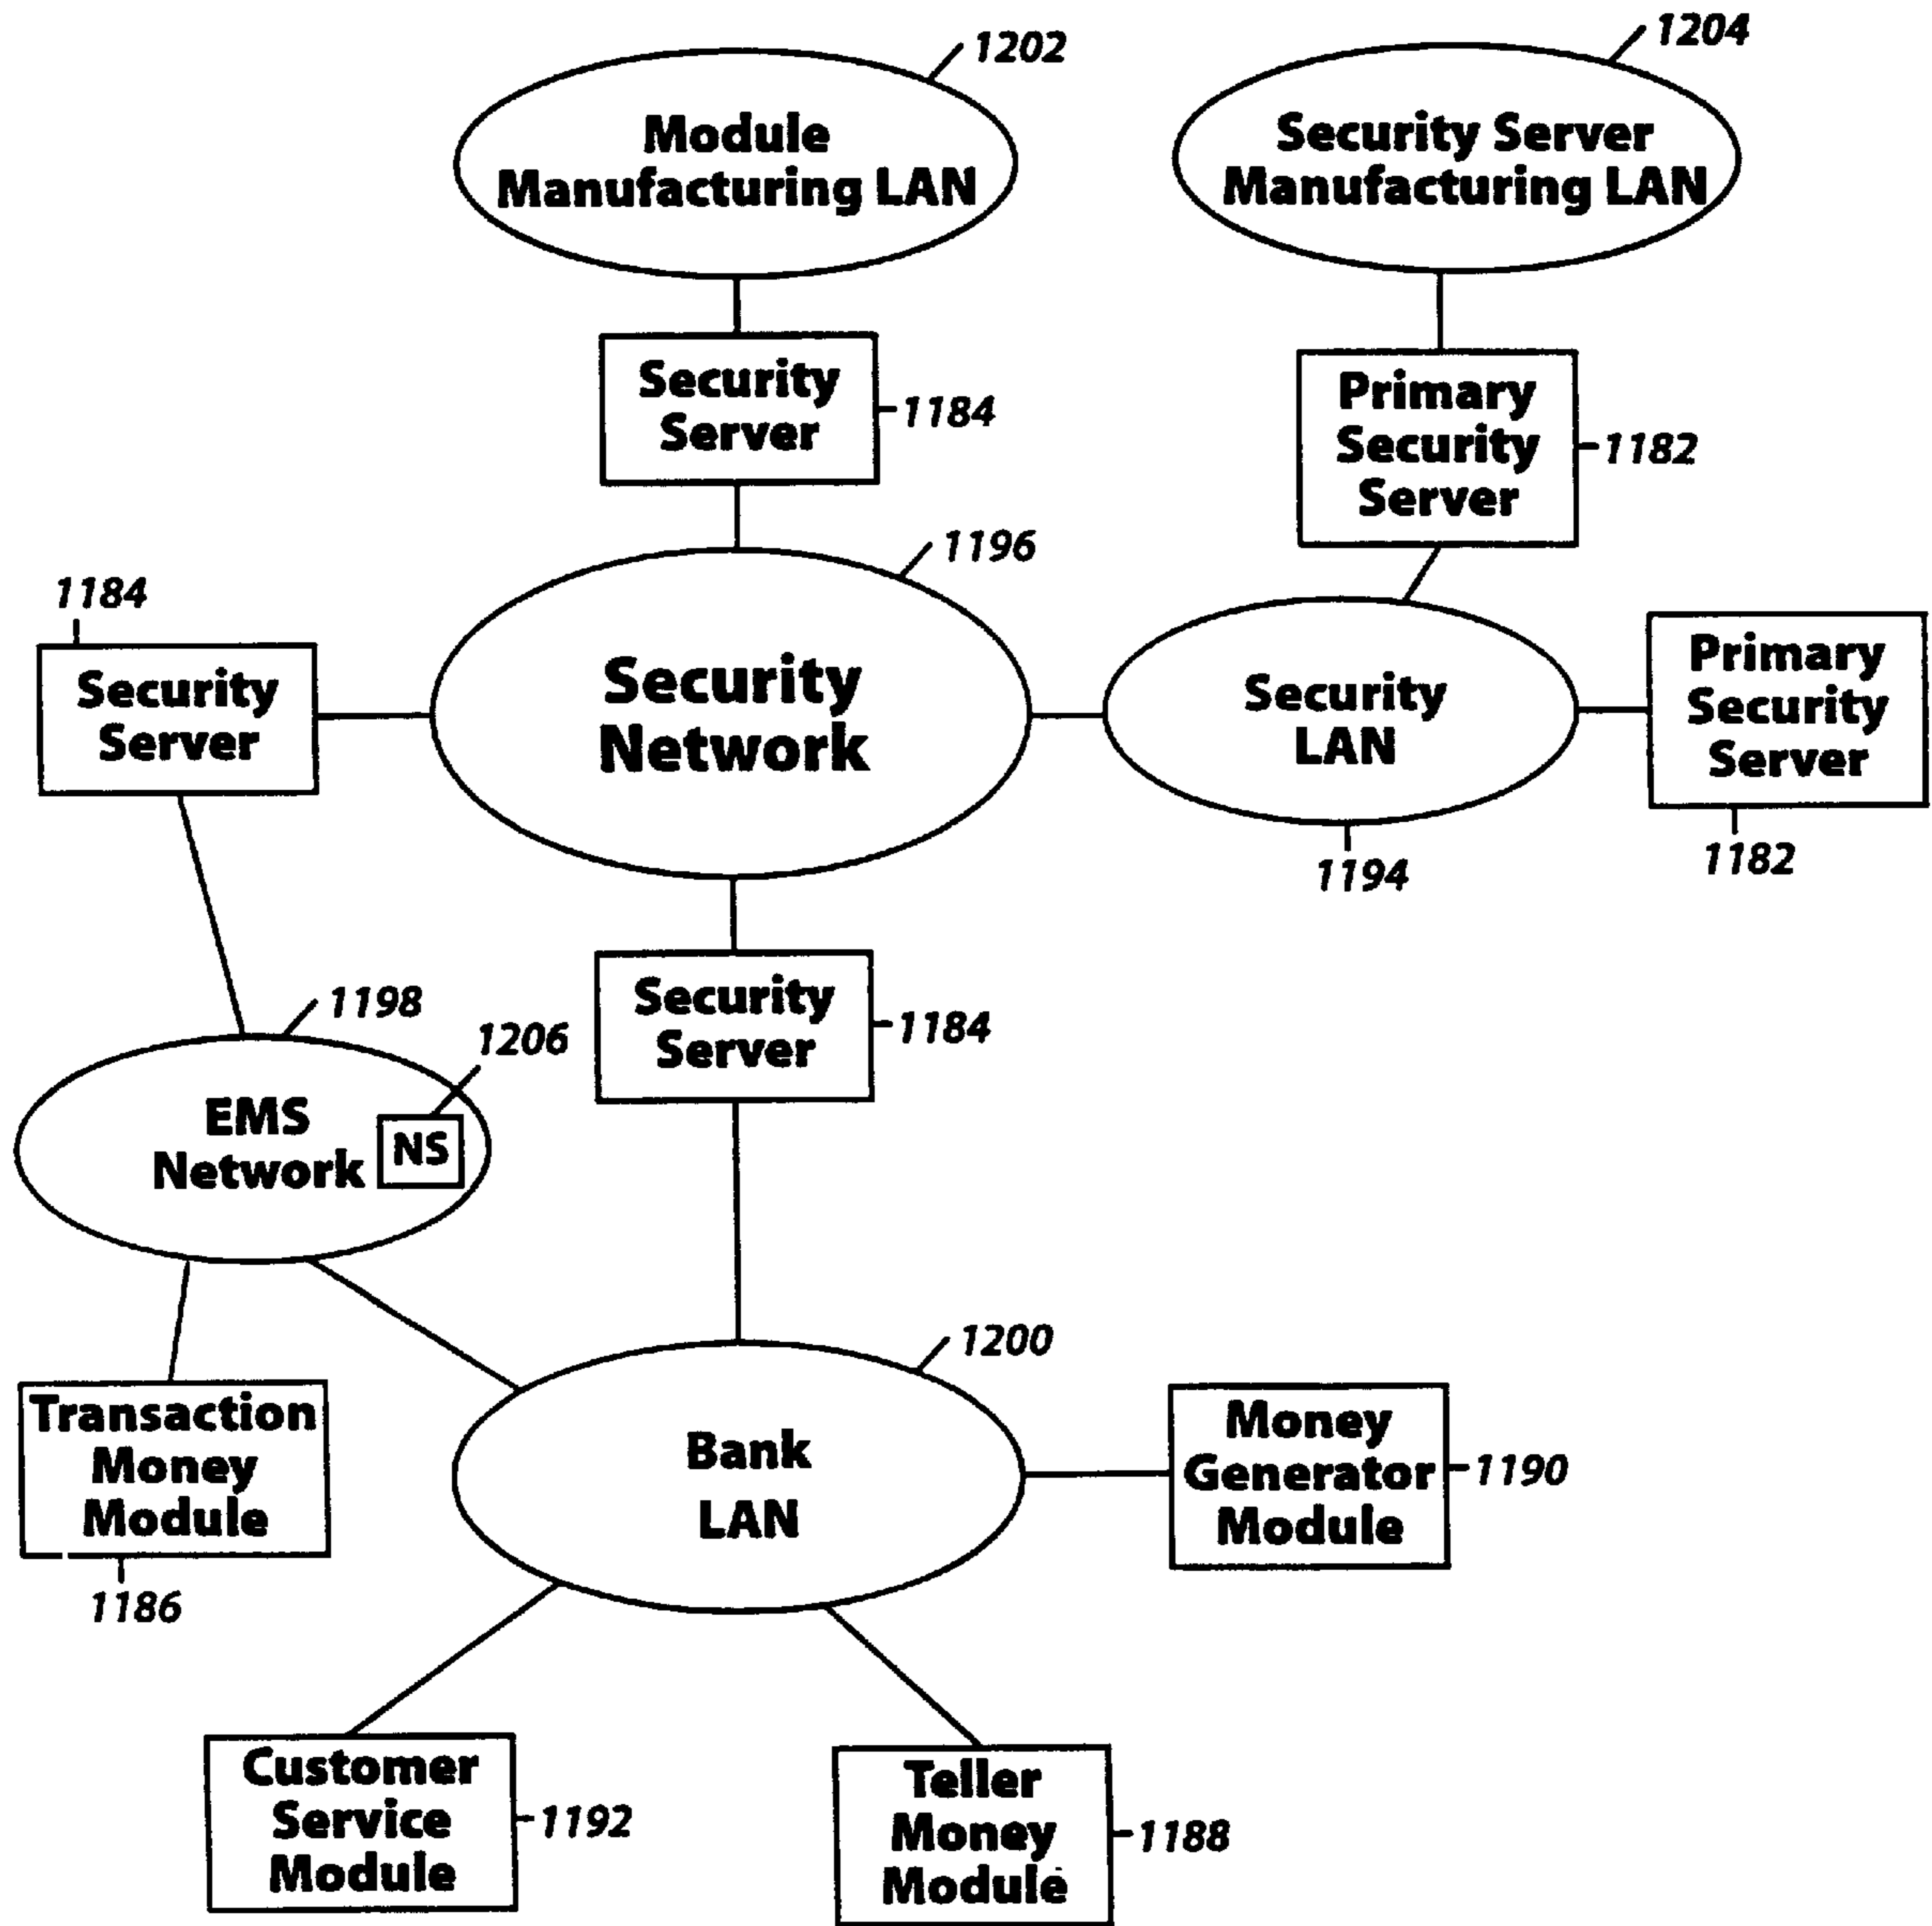 1202
1204
Module
Manufacturing LAN
Security Server
Manufacturing LAN
Security
Server
1184
Primary
Security
Server
1182
1196
1184
Security
Server
Security
Network
Security
LAN
1194
Primary
Security
Server
1182
Security
Server
1184
1198
1206
EMS
Network
NS
1200
Transaction
Money
Module
1186
Bank
LAN
Money
Generator
Module
1190
Customer
Service
Module
1192
Teller
Money
Module
1188